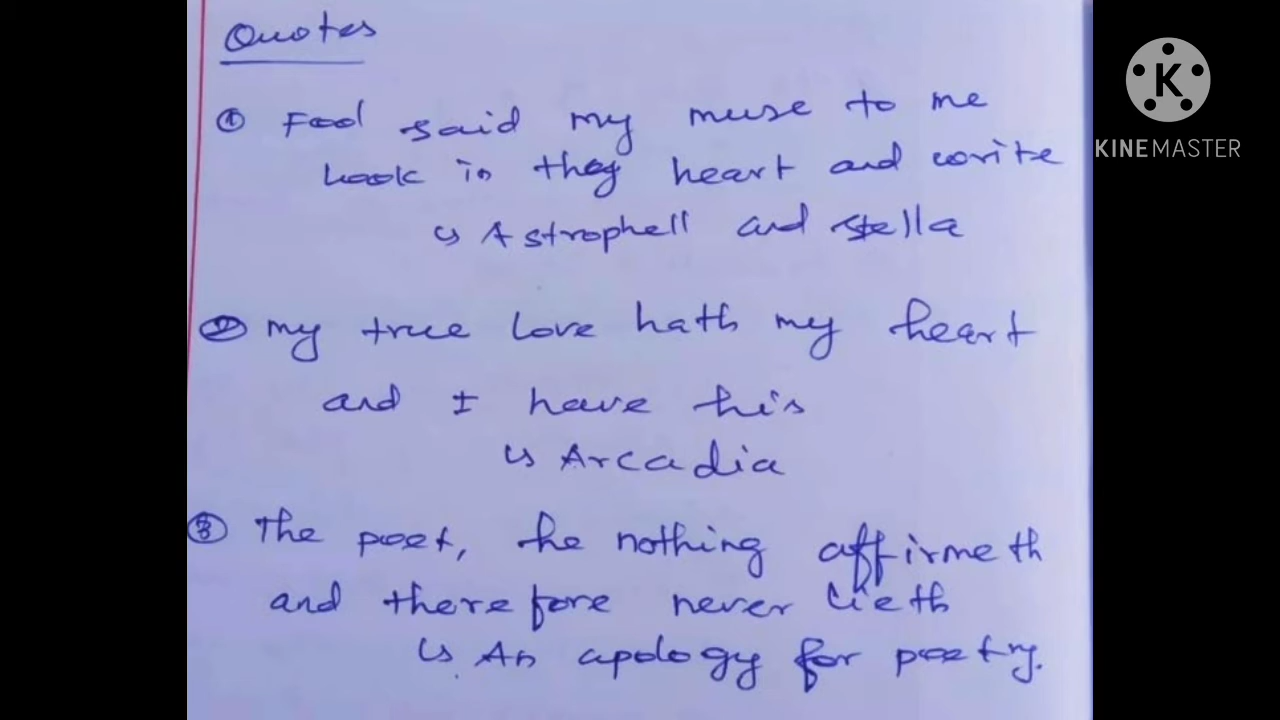 Quotes
① Fool said my muse to me
K
KINEMASTER
Look in thy heart and write
↳ Astrophell and Stella
② my true love hath my heart
and I have his
↳ Arcadia
③ The poet, he nothing affirmeth
and therefore never lieth
↳ An apology for poetry.